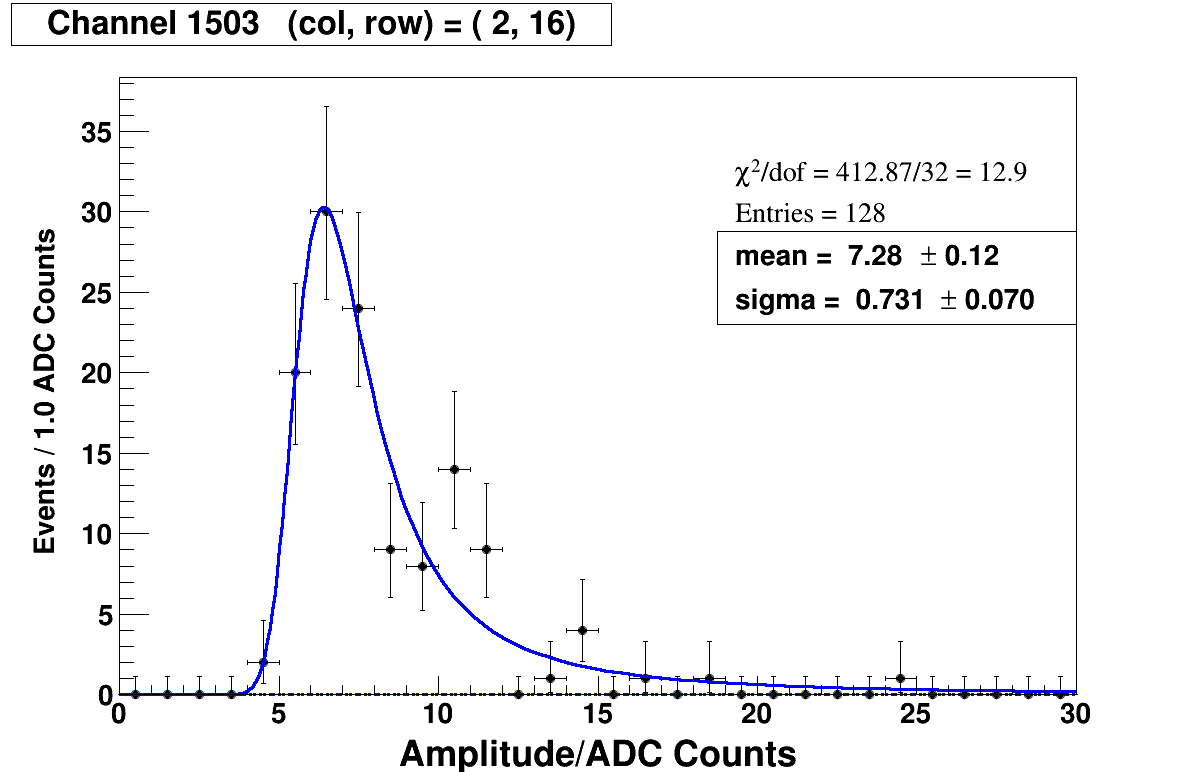 Channel 1503 (col, row) = ( 2, 16)
χ²/dof = 412.87/32 = 12.9
Entries = 128
mean = 7.28 ± 0.12
sigma = 0.731 ± 0.070
Events / 1.0 ADC Counts
35
30
25
20
15
10
5
0
0 5 10 15 20 25 30
Amplitude/ADC Counts